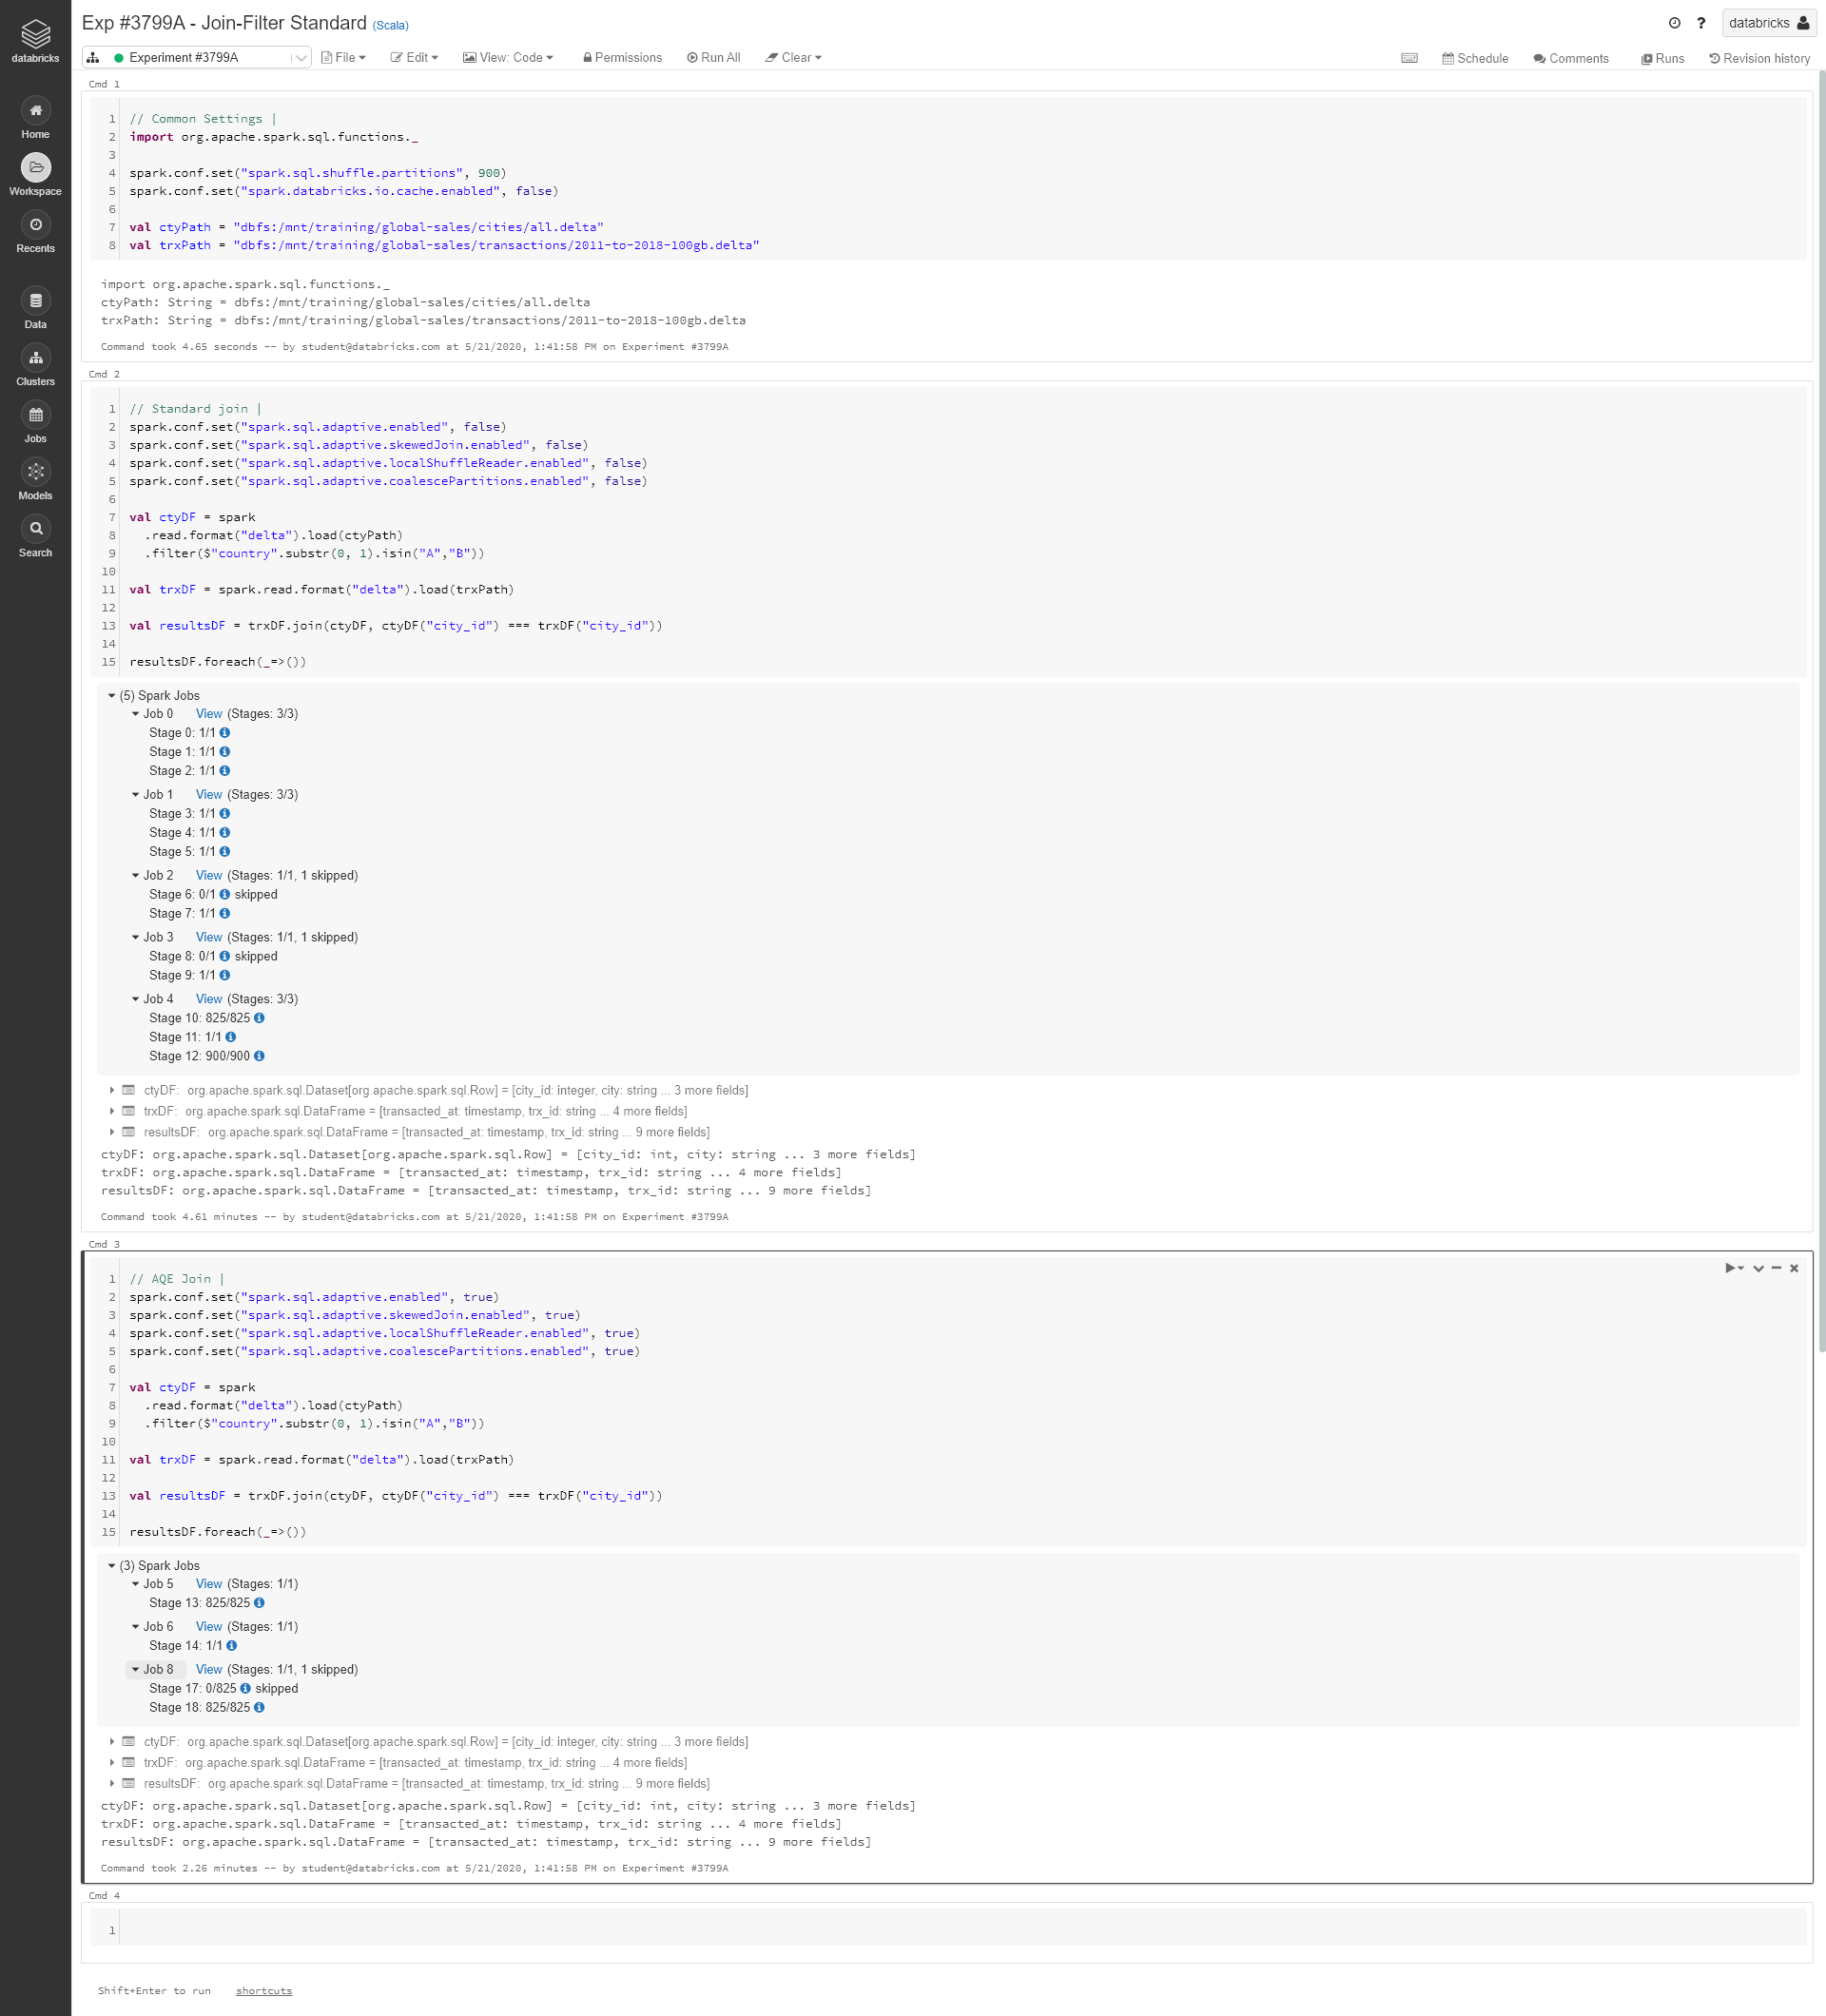 Exp #3799A - Join-Filter Standard (Scala)
databricks
databricks
Experiment #3799A File Edit View: Code Permissions Run All Clear Schedule Comments Runs Revision history
Home
Workspace
Recents
Data
Clusters
Jobs
Models
Search
Cmd 1
1 // Common Settings |
2 import org.apache.spark.sql.functions._
3
4 spark.conf.set("spark.sql.shuffle.partitions", 900)
5 spark.conf.set("spark.databricks.io.cache.enabled", false)
6
7 val ctyPath = "dbfs:/mnt/training/global-sales/cities/all.delta"
8 val trxPath = "dbfs:/mnt/training/global-sales/transactions/2011-to-2018-100gb.delta"
import org.apache.spark.sql.functions._
ctyPath: String = dbfs:/mnt/training/global-sales/cities/all.delta
trxPath: String = dbfs:/mnt/training/global-sales/transactions/2011-to-2018-100gb.delta
Command took 4.65 seconds -- by student@databricks.com at 5/21/2020, 1:41:58 PM on Experiment #3799A
Cmd 2
1 // Standard join |
2 spark.conf.set("spark.sql.adaptive.enabled", false)
3 spark.conf.set("spark.sql.adaptive.skewedJoin.enabled", false)
4 spark.conf.set("spark.sql.adaptive.localShuffleReader.enabled", false)
5 spark.conf.set("spark.sql.adaptive.coalescePartitions.enabled", false)
6
7 val ctyDF = spark
8 .read.format("delta").load(ctyPath)
9 .filter($"country".substr(0, 1).isin("A","B"))
10
11 val trxDF = spark.read.format("delta").load(trxPath)
12
13 val resultsDF = trxDF.join(ctyDF, ctyDF("city_id") === trxDF("city_id"))
14
15 resultsDF.foreach(_=>())
(5) Spark Jobs
Job 0 View (Stages: 3/3)
Stage 0: 1/1
Stage 1: 1/1
Stage 2: 1/1
Job 1 View (Stages: 3/3)
Stage 3: 1/1
Stage 4: 1/1
Stage 5: 1/1
Job 2 View (Stages: 1/1, 1 skipped)
Stage 6: 0/1 skipped
Stage 7: 1/1
Job 3 View (Stages: 1/1, 1 skipped)
Stage 8: 0/1 skipped
Stage 9: 1/1
Job 4 View (Stages: 3/3)
Stage 10: 825/825
Stage 11: 1/1
Stage 12: 900/900
ctyDF: org.apache.spark.sql.Dataset[org.apache.spark.sql.Row] = [city_id: integer, city: string ... 3 more fields]
trxDF: org.apache.spark.sql.DataFrame = [transacted_at: timestamp, trx_id: string ... 4 more fields]
resultsDF: org.apache.spark.sql.DataFrame = [transacted_at: timestamp, trx_id: string ... 9 more fields]
ctyDF: org.apache.spark.sql.Dataset[org.apache.spark.sql.Row] = [city_id: int, city: string ... 3 more fields]
trxDF: org.apache.spark.sql.DataFrame = [transacted_at: timestamp, trx_id: string ... 4 more fields]
resultsDF: org.apache.spark.sql.DataFrame = [transacted_at: timestamp, trx_id: string ... 9 more fields]
Command took 4.61 minutes -- by student@databricks.com at 5/21/2020, 1:41:58 PM on Experiment #3799A
Cmd 3
1 // AQE Join |
2 spark.conf.set("spark.sql.adaptive.enabled", true)
3 spark.conf.set("spark.sql.adaptive.skewedJoin.enabled", true)
4 spark.conf.set("spark.sql.adaptive.localShuffleReader.enabled", true)
5 spark.conf.set("spark.sql.adaptive.coalescePartitions.enabled", true)
6
7 val ctyDF = spark
8 .read.format("delta").load(ctyPath)
9 .filter($"country".substr(0, 1).isin("A","B"))
10
11 val trxDF = spark.read.format("delta").load(trxPath)
12
13 val resultsDF = trxDF.join(ctyDF, ctyDF("city_id") === trxDF("city_id"))
14
15 resultsDF.foreach(_=>())
(3) Spark Jobs
Job 5 View (Stages: 1/1)
Stage 13: 825/825
Job 6 View (Stages: 1/1)
Stage 14: 1/1
Job 8 View (Stages: 1/1, 1 skipped)
Stage 17: 0/825 skipped
Stage 18: 825/825
ctyDF: org.apache.spark.sql.Dataset[org.apache.spark.sql.Row] = [city_id: integer, city: string ... 3 more fields]
trxDF: org.apache.spark.sql.DataFrame = [transacted_at: timestamp, trx_id: string ... 4 more fields]
resultsDF: org.apache.spark.sql.DataFrame = [transacted_at: timestamp, trx_id: string ... 9 more fields]
ctyDF: org.apache.spark.sql.Dataset[org.apache.spark.sql.Row] = [city_id: int, city: string ... 3 more fields]
trxDF: org.apache.spark.sql.DataFrame = [transacted_at: timestamp, trx_id: string ... 4 more fields]
resultsDF: org.apache.spark.sql.DataFrame = [transacted_at: timestamp, trx_id: string ... 9 more fields]
Command took 2.26 minutes -- by student@databricks.com at 5/21/2020, 1:41:58 PM on Experiment #3799A
Cmd 4
1
Shift+Enter to run shortcuts